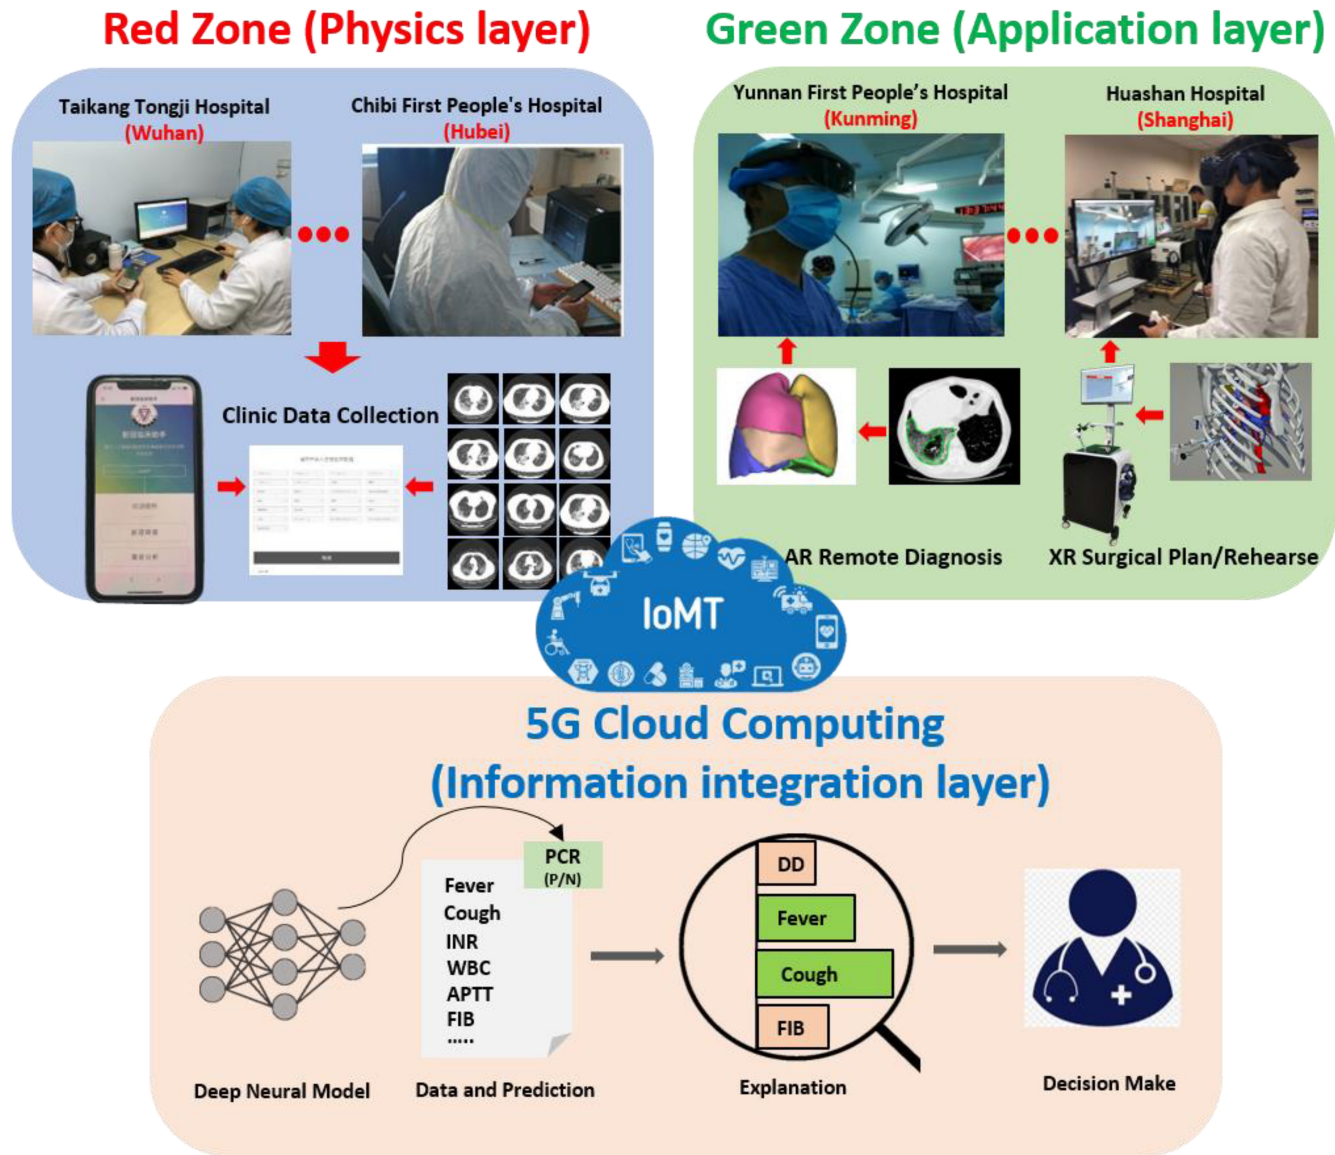 Red Zone (Physics layer)
Green Zone (Application layer)
Taikang Tongji Hospital
(Wuhan)
Chibi First People's Hospital
(Hubei)
Yunnan First People’s Hospital
(Kunming)
Huashan Hospital
(Shanghai)
Clinic Data Collection
AR Remote Diagnosis
XR Surgical Plan/Rehearse
IoMT
5G Cloud Computing
(Information integration layer)
PCR
(P/N)
Fever
Cough
INR
WBC
APTT
FIB
.....
DD
Fever
Cough
FIB
Deep Neural Model
Data and Prediction
Explanation
Decision Make